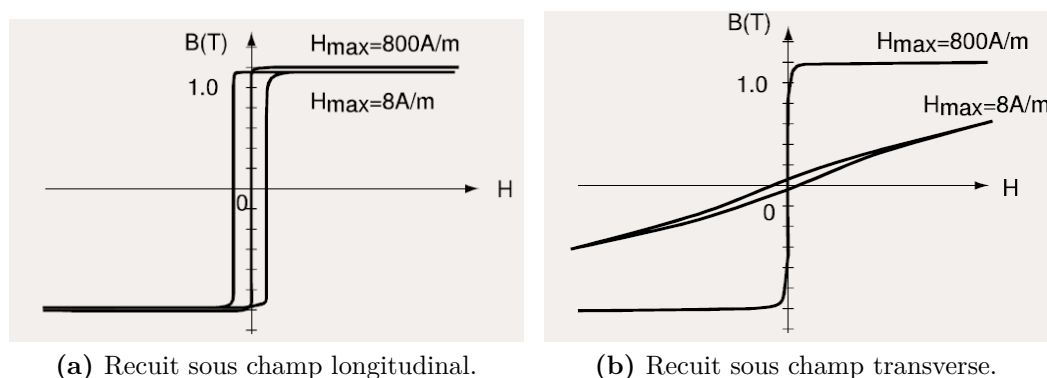 B(T)
Hmax=800A/m
1.0
Hmax=8A/m
0
H
(a) Recuit sous champ longitudinal.
B(T)
Hmax=800A/m
1.0
Hmax=8A/m
0
H
(b) Recuit sous champ transverse.